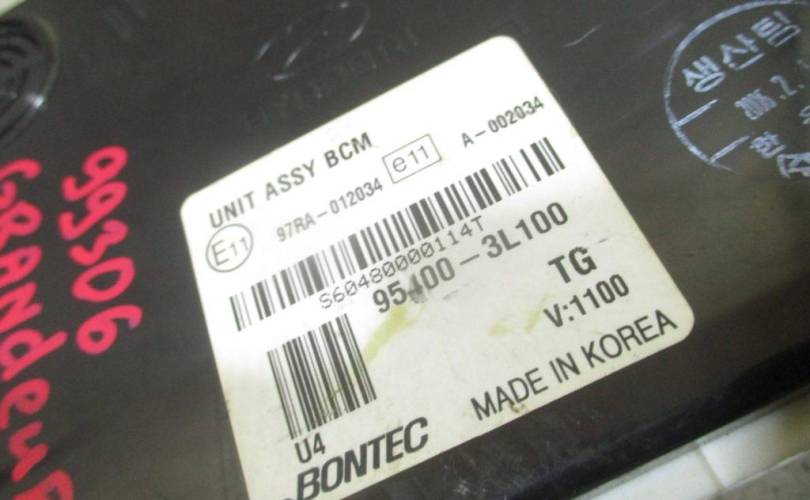 UNIT ASSY BCM
E11 97RA-012034 e11 A-002034
S60480000114T
95400-3L100
TG
V:1100
U4
BONTEC
MADE IN KOREA
99306
GRANdeuR
생산팀